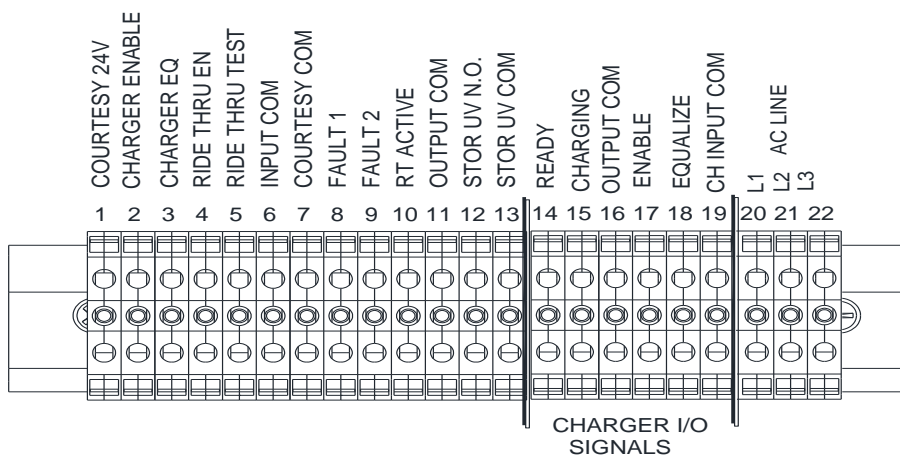 COURTESY 24V
CHARGER ENABLE
CHARGER EQ
RIDE THRU EN
RIDE THRU TEST
INPUT COM
COURTESY COM
FAULT 1
FAULT 2
RT ACTIVE
OUTPUT COM
STOR UV N.O.
STOR UV COM
READY
CHARGING
OUTPUT COM
ENABLE
EQUALIZE
CH INPUT COM
L1
L2 AC LINE
L3
1 2 3 4 5 6 7 8 9 10 11 12 13 14 15 16 17 18 19 20 21 22
CHARGER I/O
SIGNALS